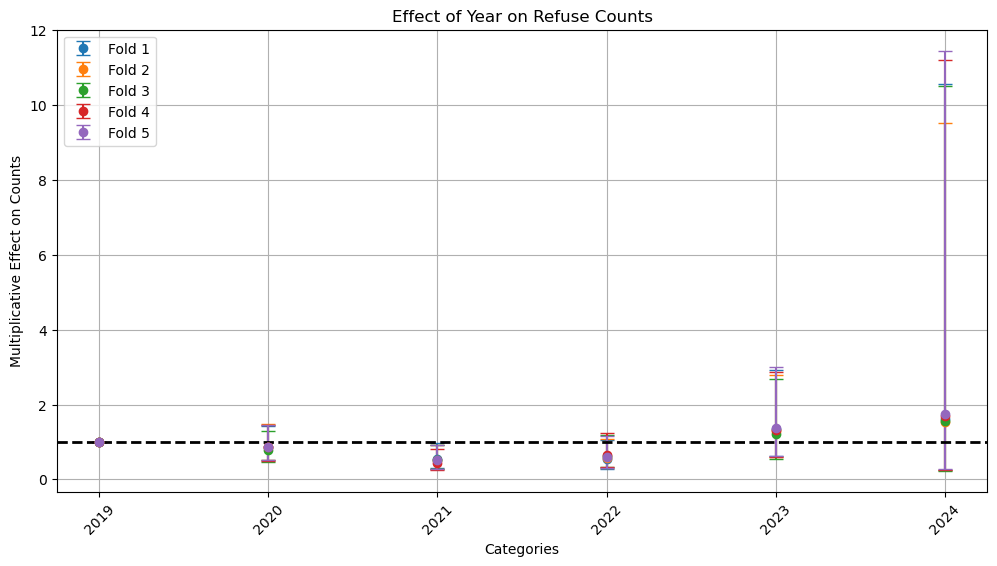 Effect of Year on Refuse Counts
Multiplicative Effect on Counts
12
10
8
6
4
2
0
Fold 1
Fold 2
Fold 3
Fold 4
Fold 5
2019
2020
2021
2022
2023
2024
Categories